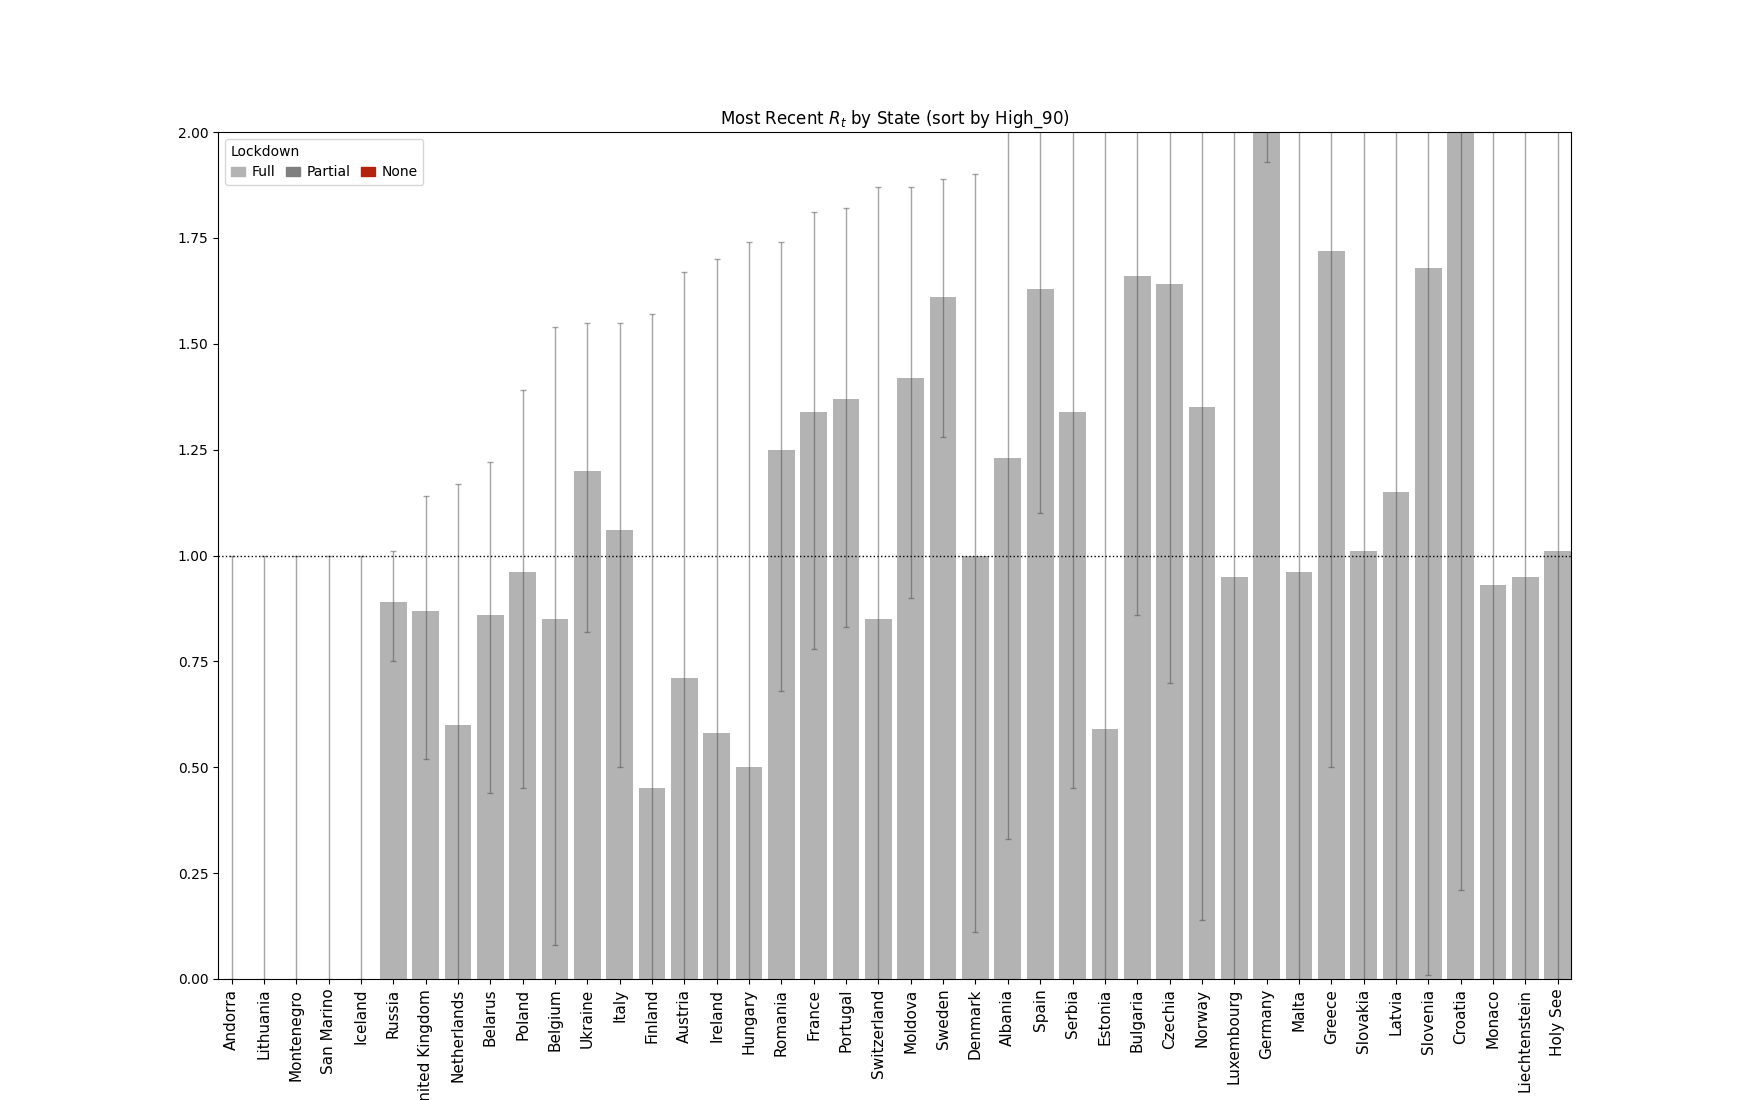 Most Recent R_t by State (sort by High_90)
Lockdown
Full Partial None
2.00
1.75
1.50
1.25
1.00
0.75
0.50
0.25
0.00
Andorra
Lithuania
Montenegro
San Marino
Iceland
Russia
nited Kingdom
Netherlands
Belarus
Poland
Belgium
Ukraine
Italy
Finland
Austria
Ireland
Hungary
Romania
France
Portugal
Switzerland
Moldova
Sweden
Denmark
Albania
Spain
Serbia
Estonia
Bulgaria
Czechia
Norway
Luxembourg
Germany
Malta
Greece
Slovakia
Latvia
Slovenia
Croatia
Monaco
Liechtenstein
Holy See